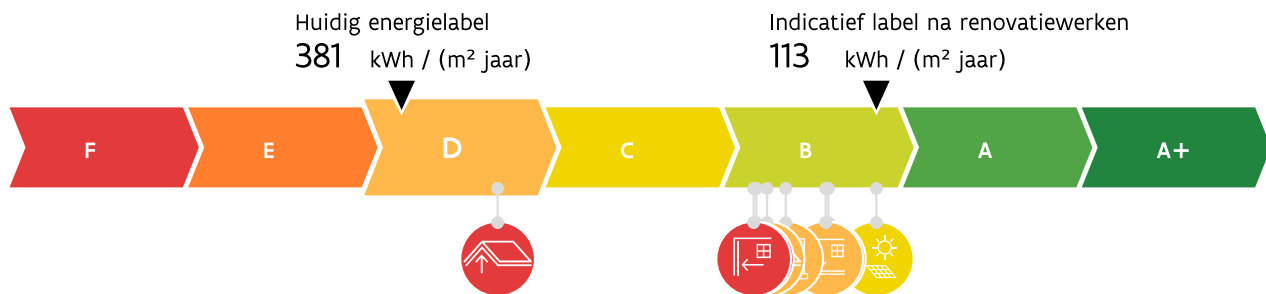 Huidig energielabel
381 kWh / (m² jaar)
Indicatief label na renovatiewerken
113 kWh / (m² jaar)
F E D C B A A+